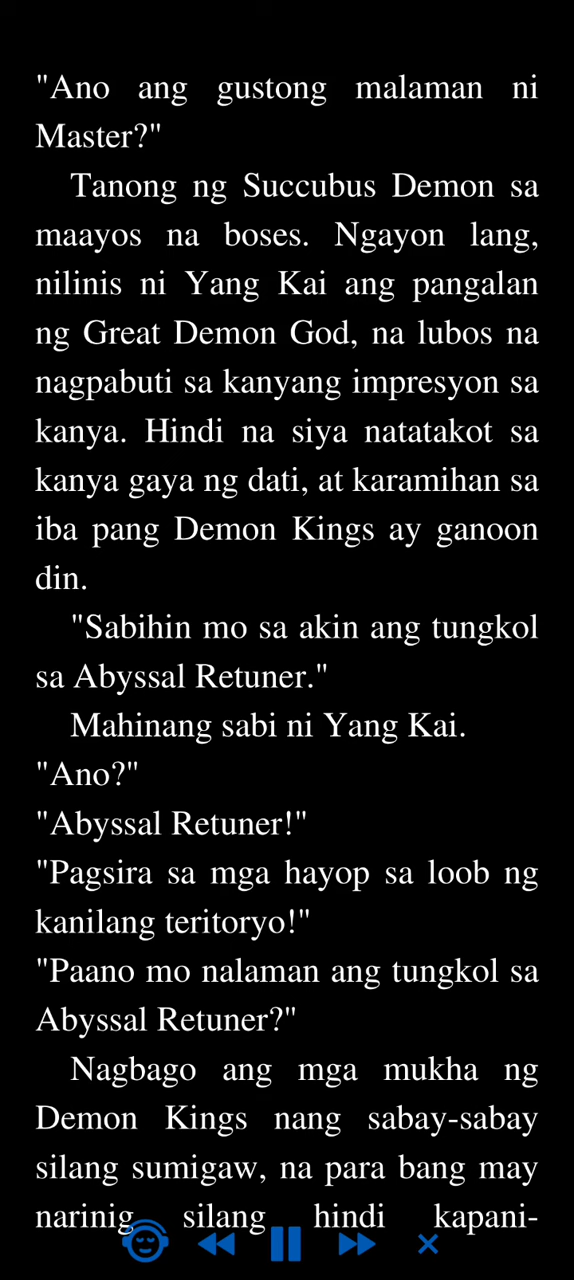 "Ano ang gustong malaman ni
Master?"
Tanong ng Succubus Demon sa
maayos na boses. Ngayon lang,
nilinis ni Yang Kai ang pangalan
ng Great Demon God, na lubos na
nagpabuti sa kanyang impresyon sa
kanya. Hindi na siya natatakot sa
kanya gaya ng dati, at karamihan sa
iba pang Demon Kings ay ganoon
din.
"Sabihin mo sa akin ang tungkol
sa Abyssal Retuner."
Mahinang sabi ni Yang Kai.
"Ano?"
"Abyssal Retuner!"
"Pagsira sa mga hayop sa loob ng
kanilang teritoryo!"
"Paano mo nalaman ang tungkol sa
Abyssal Retuner?"
Nagbago ang mga mukha ng
Demon Kings nang sabay-sabay
silang sumigaw, na para bang may
narinig silang hindi kapani-